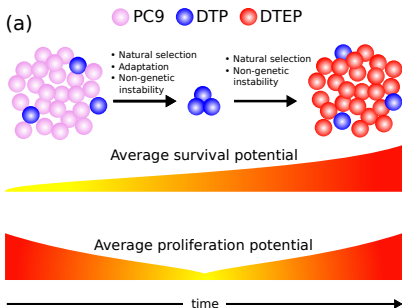 (a)
PC9 DTP DTEP
• Natural selection
• Adaptation
• Non-genetic
instability
• Natural selection
• Non-genetic
instability
Average survival potential
Average proliferation potential
time